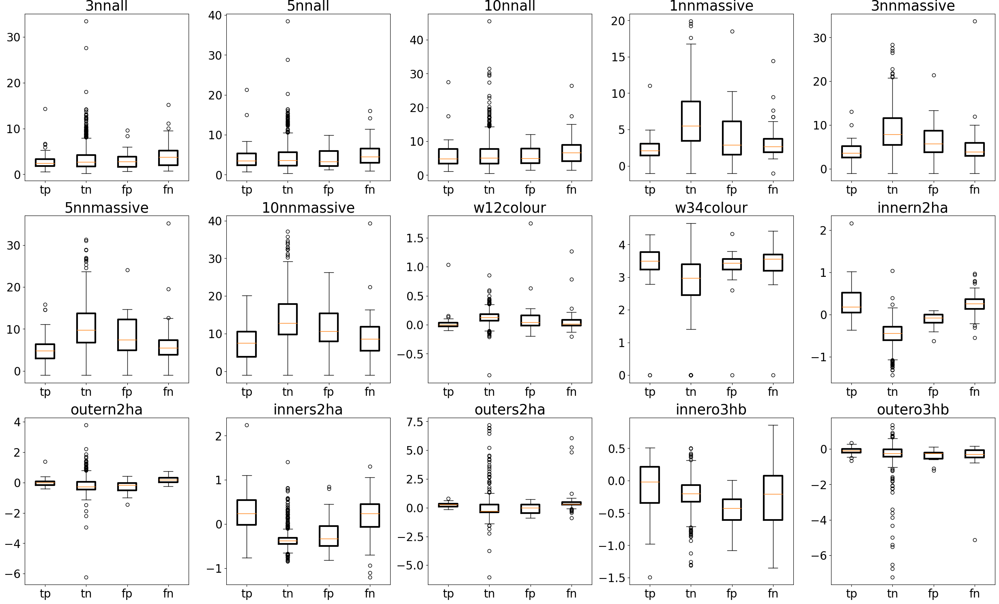 3nnall 5nnall 10nnall 1nnmassive 3nnmassive
30 20 10 0
40 30 20 10 0
40 30 20 10 0
20 15 10 5 0
30 20 10 0
tp tn fp fn tp tn fp fn tp tn fp fn tp tn fp fn tp tn fp fn
5nnmassive 10nnmassive w12colour w34colour innern2ha
30 20 10 0
40 30 20 10 0
1.5 1.0 0.5 0.0 −0.5
4 3 2 1 0
2 1 0 −1
tp tn fp fn tp tn fp fn tp tn fp fn tp tn fp fn tp tn fp fn
outern2ha inners2ha outers2ha innero3hb outero3hb
4 2 0 −2 −4 −6
2 1 0 −1
7.5 5.0 2.5 0.0 −2.5 −5.0
0.5 0.0 −0.5 −1.0 −1.5
0 −2 −4 −6
tp tn fp fn tp tn fp fn tp tn fp fn tp tn fp fn tp tn fp fn